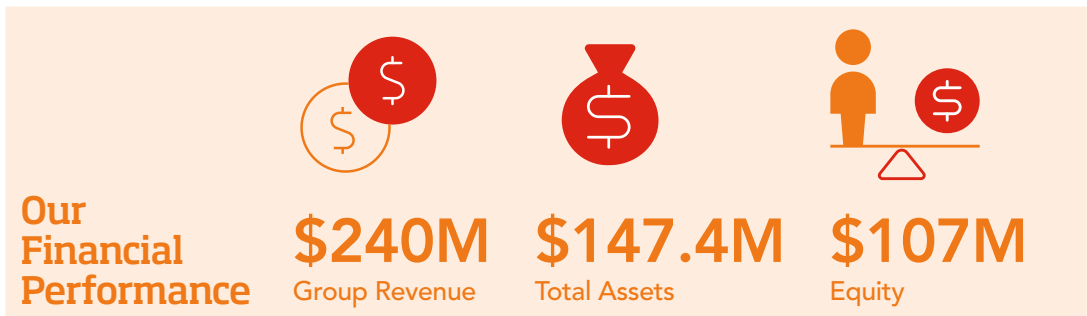 Our
Financial
Performance
$
$
$240M
Group Revenue
$
$147.4M
Total Assets
$
$107M
Equity